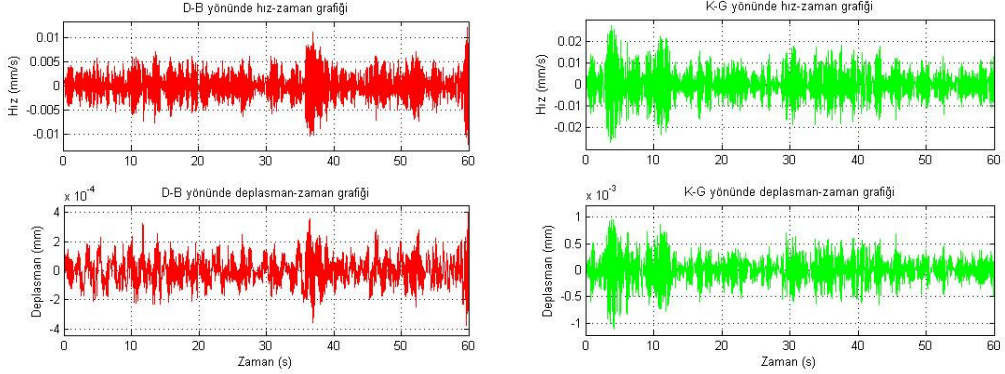 D-B yönünde hız-zaman grafiği
Hız (mm/s)
0.01
0.005
0
-0.005
-0.01
0 10 20 30 40 50 60
D-B yönünde deplasman-zaman grafiği
x 10^-4
Deplasman (mm)
4
2
0
-2
-4
0 10 20 30 40 50 60
Zaman (s)
K-G yönünde hız-zaman grafiği
Hız (mm/s)
0.02
0.01
0
-0.01
-0.02
0 10 20 30 40 50 60
K-G yönünde deplasman-zaman grafiği
x 10^-3
Deplasman (mm)
1
0.5
0
-0.5
-1
0 10 20 30 40 50 60
Zaman (s)